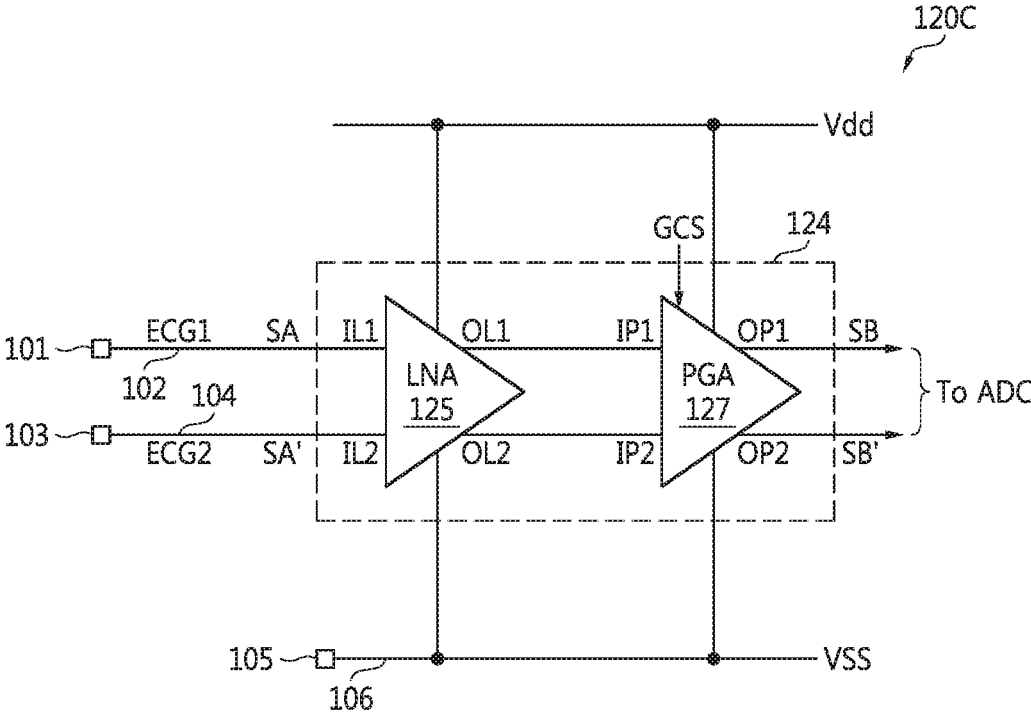 120C
Vdd
GCS
124
101
ECG1
SA
IL1
OL1
IP1
OP1
SB
102
104
LNA
125
PGA
127
To ADC
103
ECG2
SA'
IL2
OL2
IP2
OP2
SB'
105
106
VSS